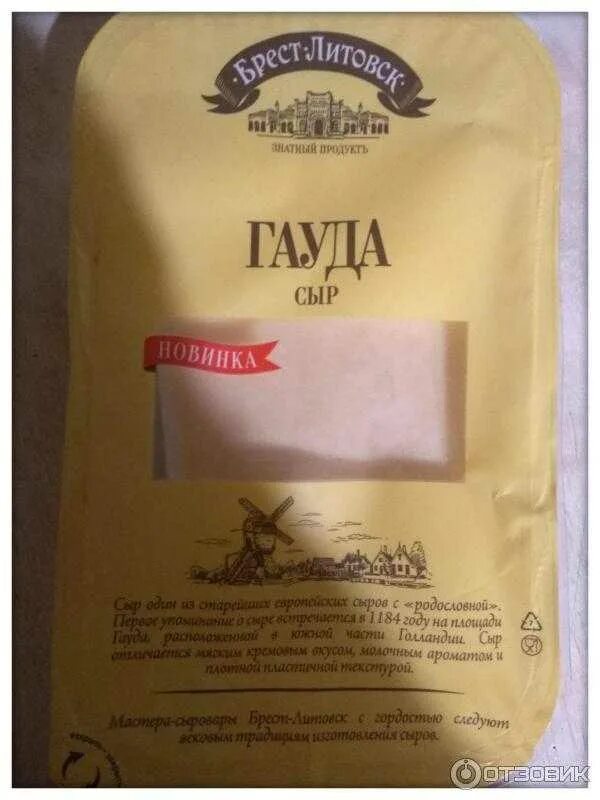 БРЕСТ-ЛИТОВСК
ЗНАТНЫЙ ПРОДУКТЪ
ГАУДА
СЫР
НОВИНКА
Сыр один из старейших европейских сыров с «родословной».
Первое упоминание о сыре встречается в 1184 году на площади
Гауда, расположенной в южной части Голландии. Сыр
отличается мягким кремовым вкусом, молочным ароматом и
плотной пластичной текстурой.
7
Мастера-сыровары Брест-Литовск с гордостью следуют
вековым традициям изготовления сыров.
ОТЗОВИК